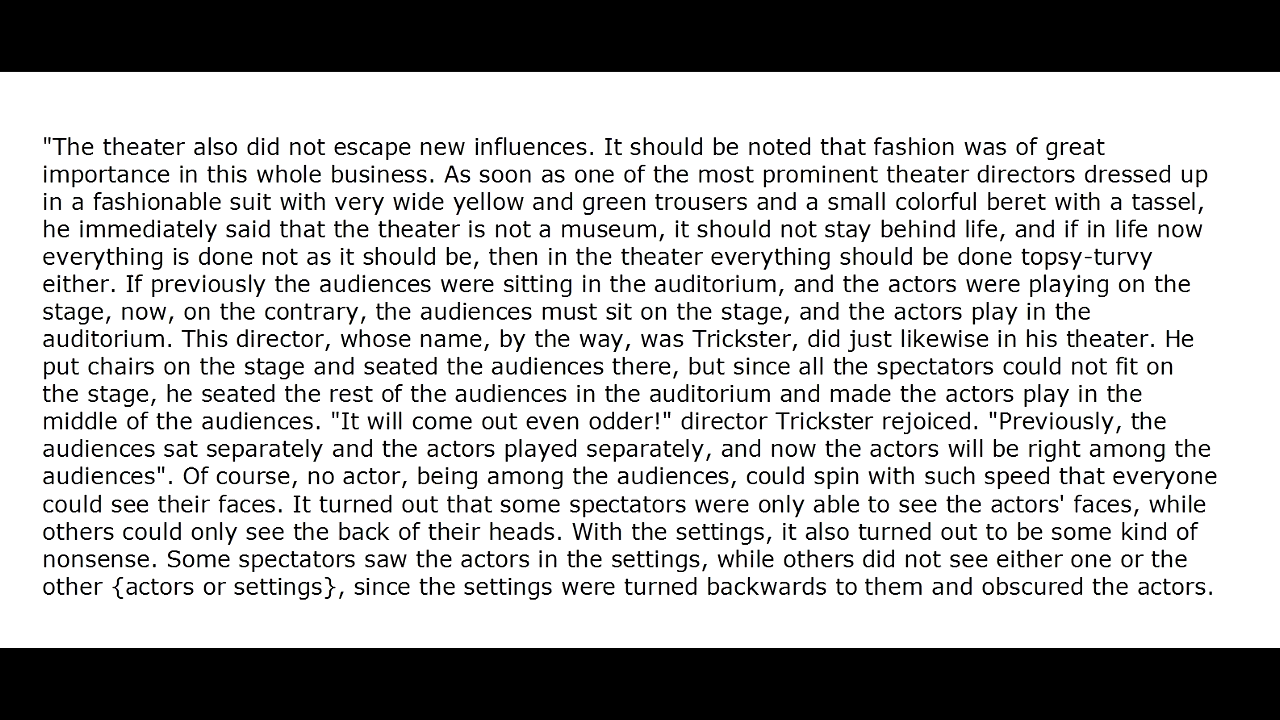 "The theater also did not escape new influences. It should be noted that fashion was of great
importance in this whole business. As soon as one of the most prominent theater directors dressed up
in a fashionable suit with very wide yellow and green trousers and a small colorful beret with a tassel,
he immediately said that the theater is not a museum, it should not stay behind life, and if in life now
everything is done not as it should be, then in the theater everything should be done topsy-turvy
either. If previously the audiences were sitting in the auditorium, and the actors were playing on the
stage, now, on the contrary, the audiences must sit on the stage, and the actors play in the
auditorium. This director, whose name, by the way, was Trickster, did just likewise in his theater. He
put chairs on the stage and seated the audiences there, but since all the spectators could not fit on
the stage, he seated the rest of the audiences in the auditorium and made the actors play in the
middle of the audiences. "It will come out even odder!" director Trickster rejoiced. "Previously, the
audiences sat separately and the actors played separately, and now the actors will be right among the
audiences". Of course, no actor, being among the audiences, could spin with such speed that everyone
could see their faces. It turned out that some spectators were only able to see the actors' faces, while
others could only see the back of their heads. With the settings, it also turned out to be some kind of
nonsense. Some spectators saw the actors in the settings, while others did not see either one or the
other {actors or settings}, since the settings were turned backwards to them and obscured the actors.